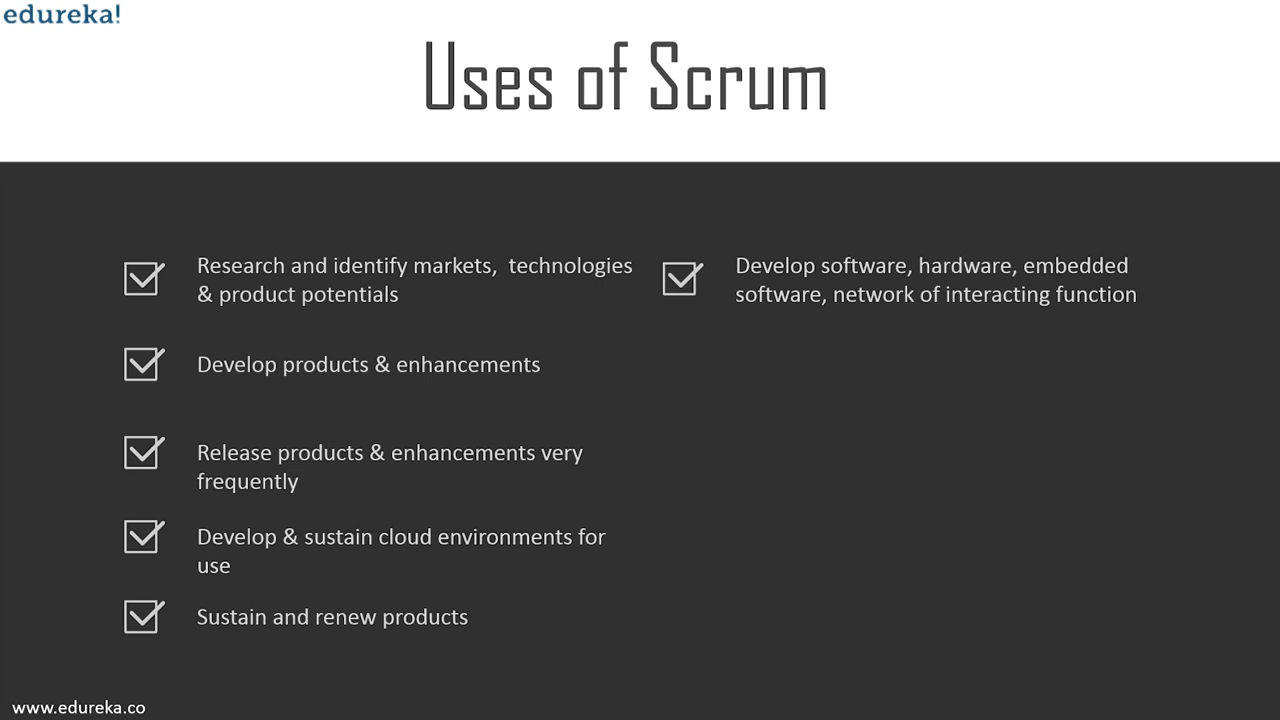 edureka!
Uses of Scrum
Research and identify markets, technologies
& product potentials
Develop products & enhancements
Release products & enhancements very
frequently
Develop & sustain cloud environments for
use
Sustain and renew products
Develop software, hardware, embedded
software, network of interacting function
www.edureka.co